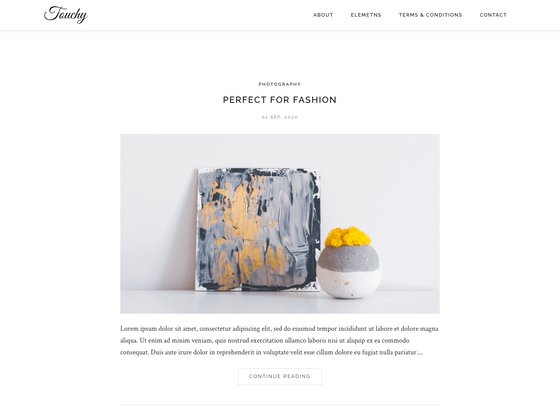 Touchy
ABOUT ELEMETNS TERMS & CONDITIONS CONTACT
PHOTOGRAPHY
PERFECT FOR FASHION
01 SEP, 2020
Lorem ipsum dolor sit amet, consectetur adipiscing elit, sed do eiusmod tempor incididunt ut labore et dolore magna
aliqua. Ut enim ad minim veniam, quis nostrud exercitation ullamco laboris nisi ut aliquip ex ea commodo
consequat. Duis aute irure dolor in reprehenderit in voluptate velit esse cillum dolore eu fugiat nulla pariatur....
CONTINUE READING